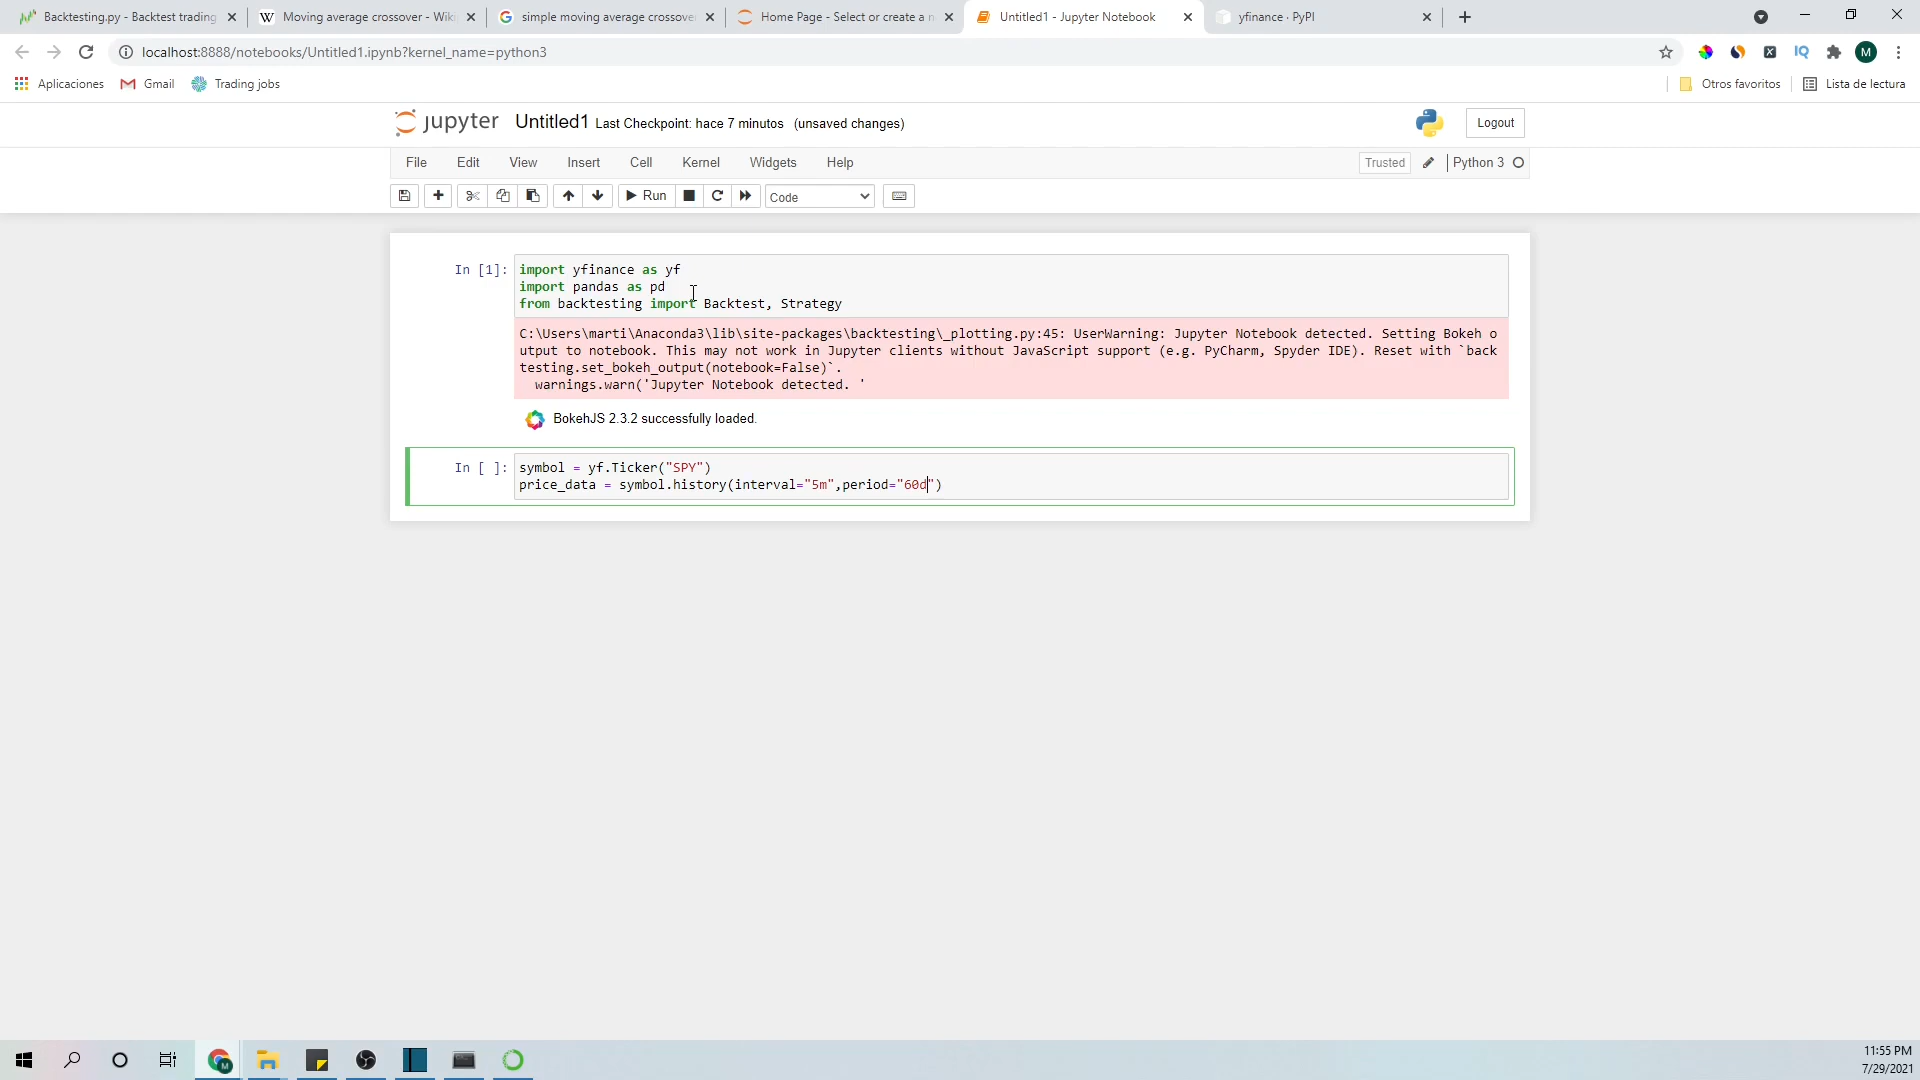 Backtesting.py - Backtest trading
Moving average crossover - Wiki
simple moving average crossove
Home Page - Select or create a n
Untitled1 - Jupyter Notebook
yfinance · PyPI
localhost:8888/notebooks/Untitled1.ipynb?kernel_name=python3
M
Aplicaciones
Gmail
Trading jobs
Otros favoritos
Lista de lectura
jupyter
Untitled1 Last Checkpoint: hace 7 minutos (unsaved changes)
Logout
File Edit View Insert Cell Kernel Widgets Help
Trusted
Python 3
Run
Code
In [1]:
import yfinance as yf
import pandas as pd
from backtesting import Backtest, Strategy
C:\Users\marti\Anaconda3\lib\site-packages\backtesting\_plotting.py:45: UserWarning: Jupyter Notebook detected. Setting Bokeh o
utput to notebook. This may not work in Jupyter clients without JavaScript support (e.g. PyCharm, Spyder IDE). Reset with `back
testing.set_bokeh_output(notebook=False)`.
warnings.warn('Jupyter Notebook detected. '
BokehJS 2.3.2 successfully loaded.
In [ ]:
symbol = yf.Ticker("SPY")
price_data = symbol.history(interval="5m",period="60d")
11:55 PM
7/29/2021